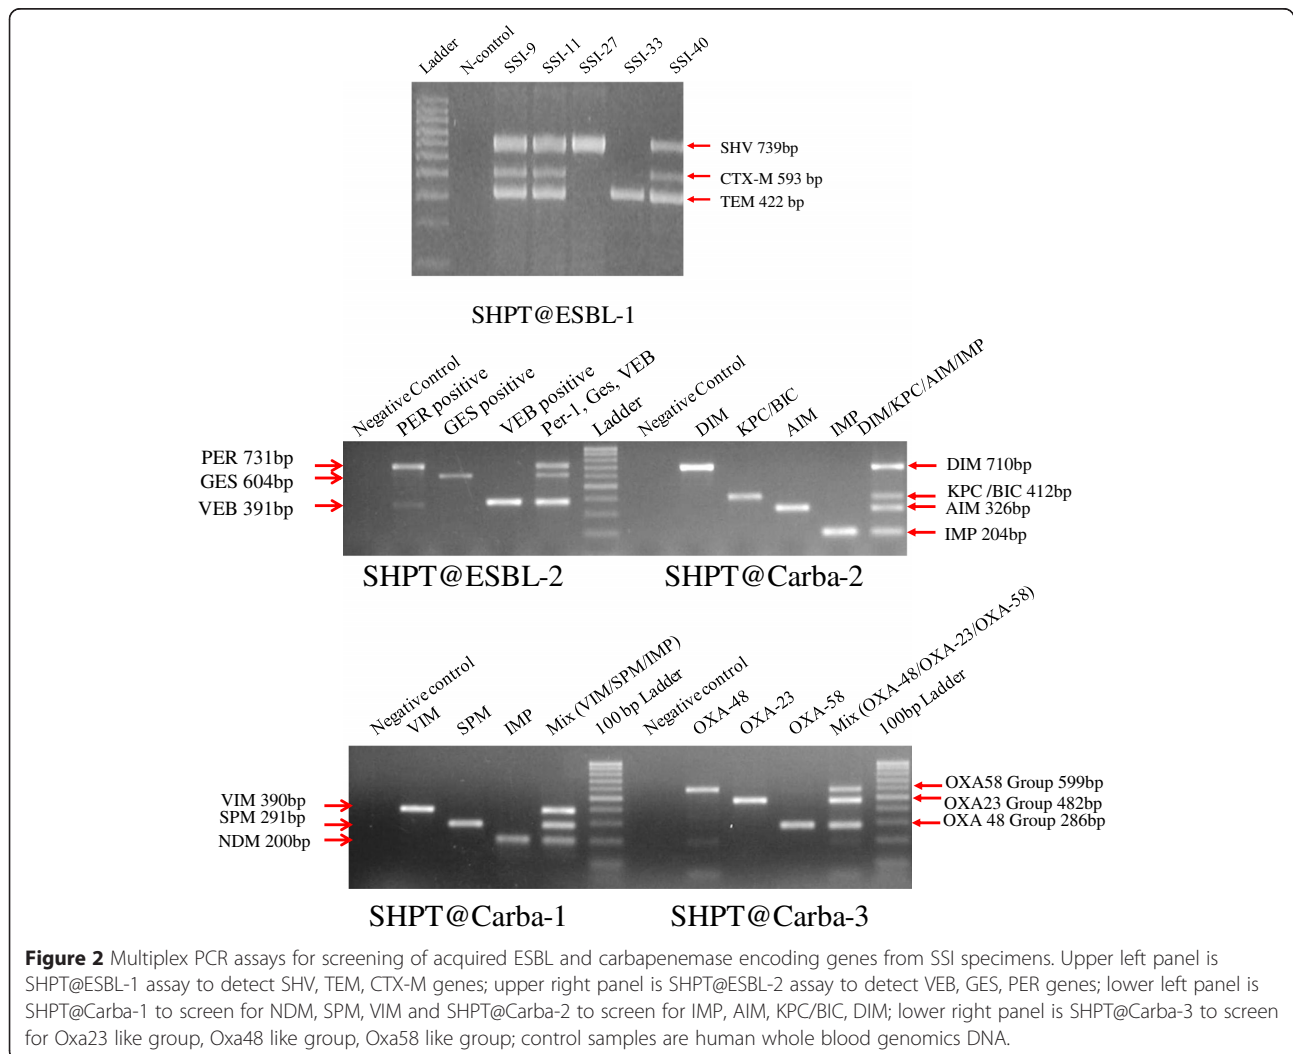 Ladder N-control SSI-9 SSI-11 SSI-27 SSI-33 SSI-40
SHV 739bp
CTX-M 593 bp
TEM 422 bp
SHPT@ESBL-1
Negative Control PER positive GES positive VEB positive Per-1, Ges, VEB Ladder Negative Control DIM KPC/BIC AIM IMP DIM/KPC/AIM/IMP
PER 731bp
GES 604bp
VEB 391bp
DIM 710bp
KPC /BIC 412bp
AIM 326bp
IMP 204bp
SHPT@ESBL-2 SHPT@Carba-2
Negative control VIM SPM IMP Mix (VIM/SPM/IMP) 100 bp Ladder Negative control OXA-48 OXA-23 OXA-58 Mix (OXA-48/OXA-23/OXA-58) 100bp Ladder
VIM 390bp
SPM 291bp
NDM 200bp
OXA58 Group 599bp
OXA23 Group 482bp
OXA 48 Group 286bp
SHPT@Carba-1 SHPT@Carba-3
Figure 2 Multiplex PCR assays for screening of acquired ESBL and carbapenemase encoding genes from SSI specimens. Upper left panel is
SHPT@ESBL-1 assay to detect SHV, TEM, CTX-M genes; upper right panel is SHPT@ESBL-2 assay to detect VEB, GES, PER genes; lower left panel is
SHPT@Carba-1 to screen for NDM, SPM, VIM and SHPT@Carba-2 to screen for IMP, AIM, KPC/BIC, DIM; lower right panel is SHPT@Carba-3 to screen
for Oxa23 like group, Oxa48 like group, Oxa58 like group; control samples are human whole blood genomics DNA.